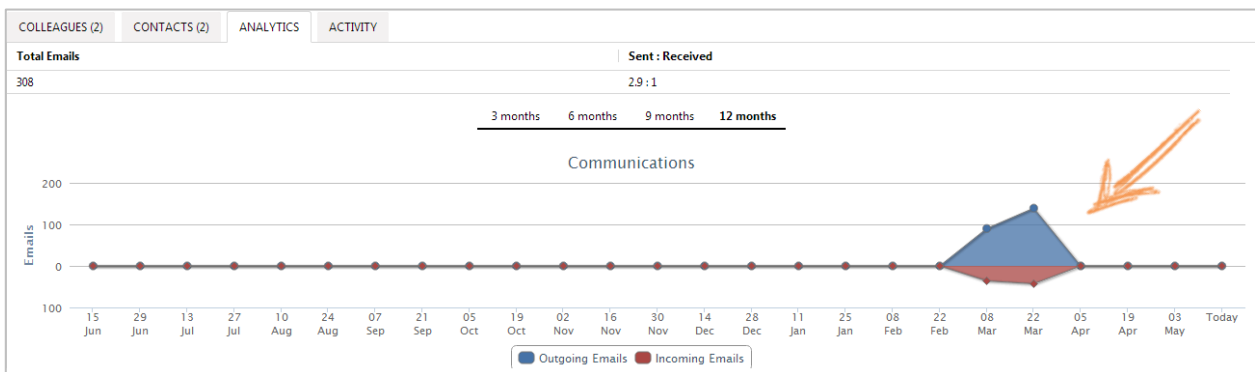 COLLEAGUES (2) CONTACTS (2) ANALYTICS ACTIVITY
Total Emails Sent : Received
308 2.9 : 1
3 months 6 months 9 months 12 months
Communications
200
100
0
100
Emails
15 Jun 29 Jun 13 Jul 27 Jul 10 Aug 24 Aug 07 Sep 21 Sep 05 Oct 19 Oct 02 Nov 16 Nov 30 Nov 14 Dec 28 Dec 11 Jan 25 Jan 08 Feb 22 Feb 08 Mar 22 Mar 05 Apr 19 Apr 03 May Today
Outgoing Emails Incoming Emails